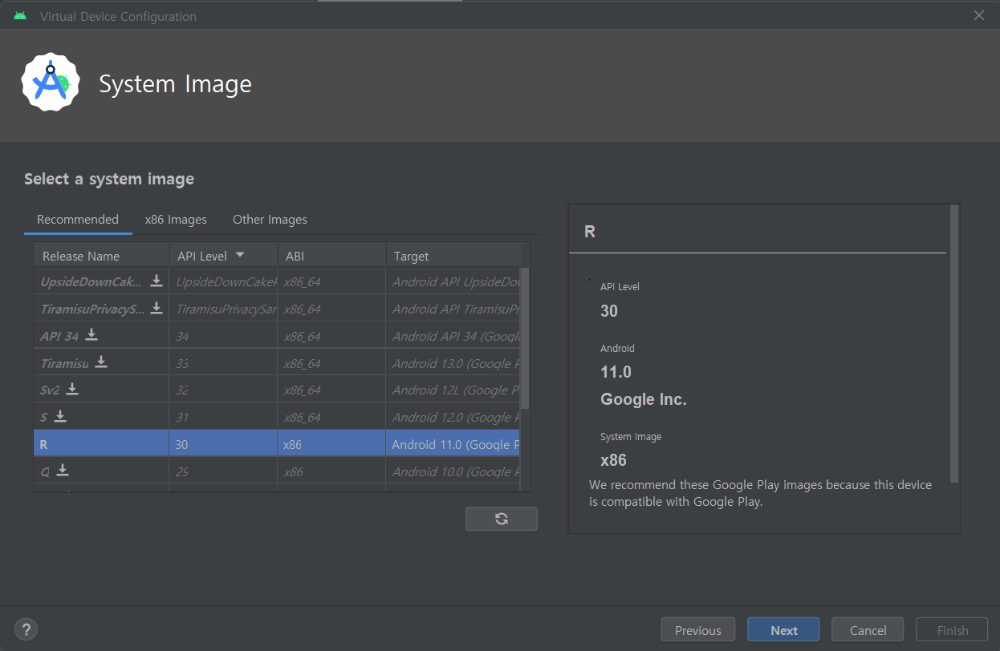 Virtual Device Configuration
System Image
Select a system image
Recommended x86 Images Other Images
Release Name API Level ABI Target
UpsideDownCak... UpsideDownCakeP x86_64 Android API UpsideDow
TiramisuPrivacyS... TiramisuPrivacySan x86_64 Android API TiramisuPr
API 34 34 x86_64 Android API 34 (Googl
Tiramisu 33 x86_64 Android 13.0 (Google P
Sv2 32 x86_64 Android 12L (Google P
S 31 x86_64 Android 12.0 (Google P
R 30 x86 Android 11.0 (Google P
Q 29 x86 Android 10.0 (Google P
R
API Level
30
Android
11.0
Google Inc.
System Image
x86
We recommend these Google Play images because this device
is compatible with Google Play.
? Previous Next Cancel Finish